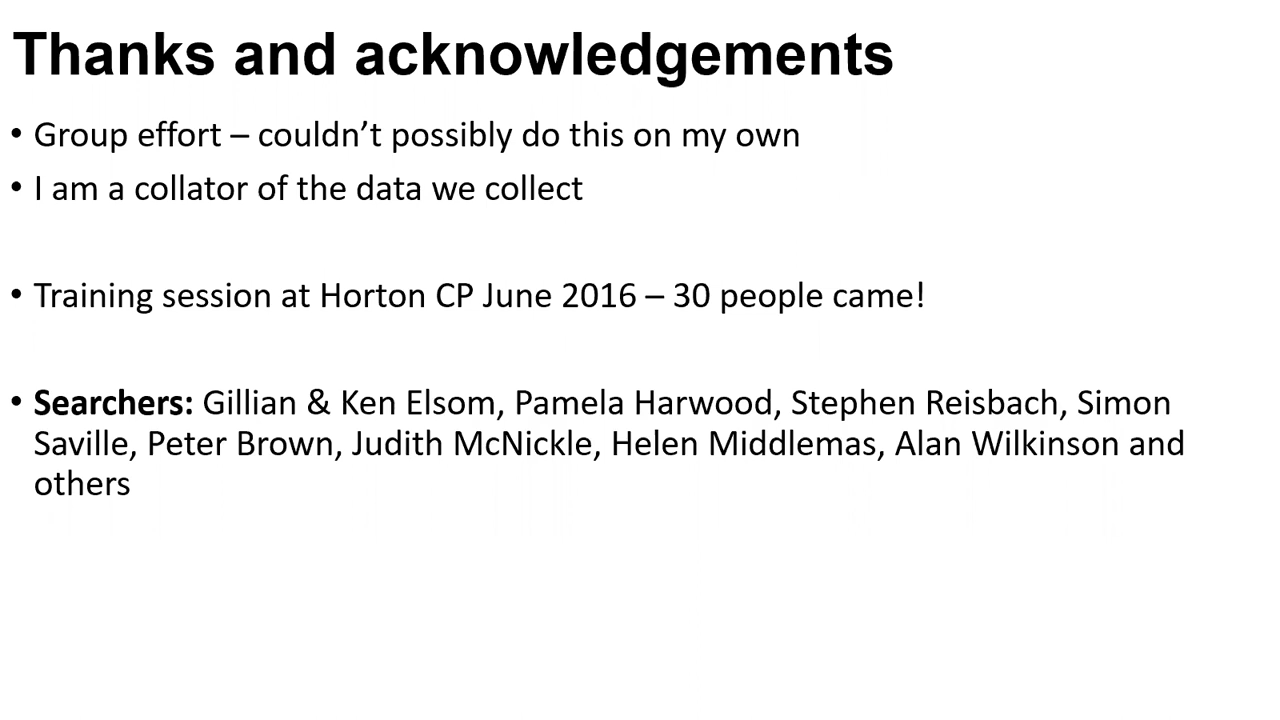 Thanks and acknowledgements
• Group effort – couldn’t possibly do this on my own
• I am a collator of the data we collect
• Training session at Horton CP June 2016 – 30 people came!
• Searchers: Gillian & Ken Elsom, Pamela Harwood, Stephen Reisbach, Simon
Saville, Peter Brown, Judith McNickle, Helen Middlemas, Alan Wilkinson and
others